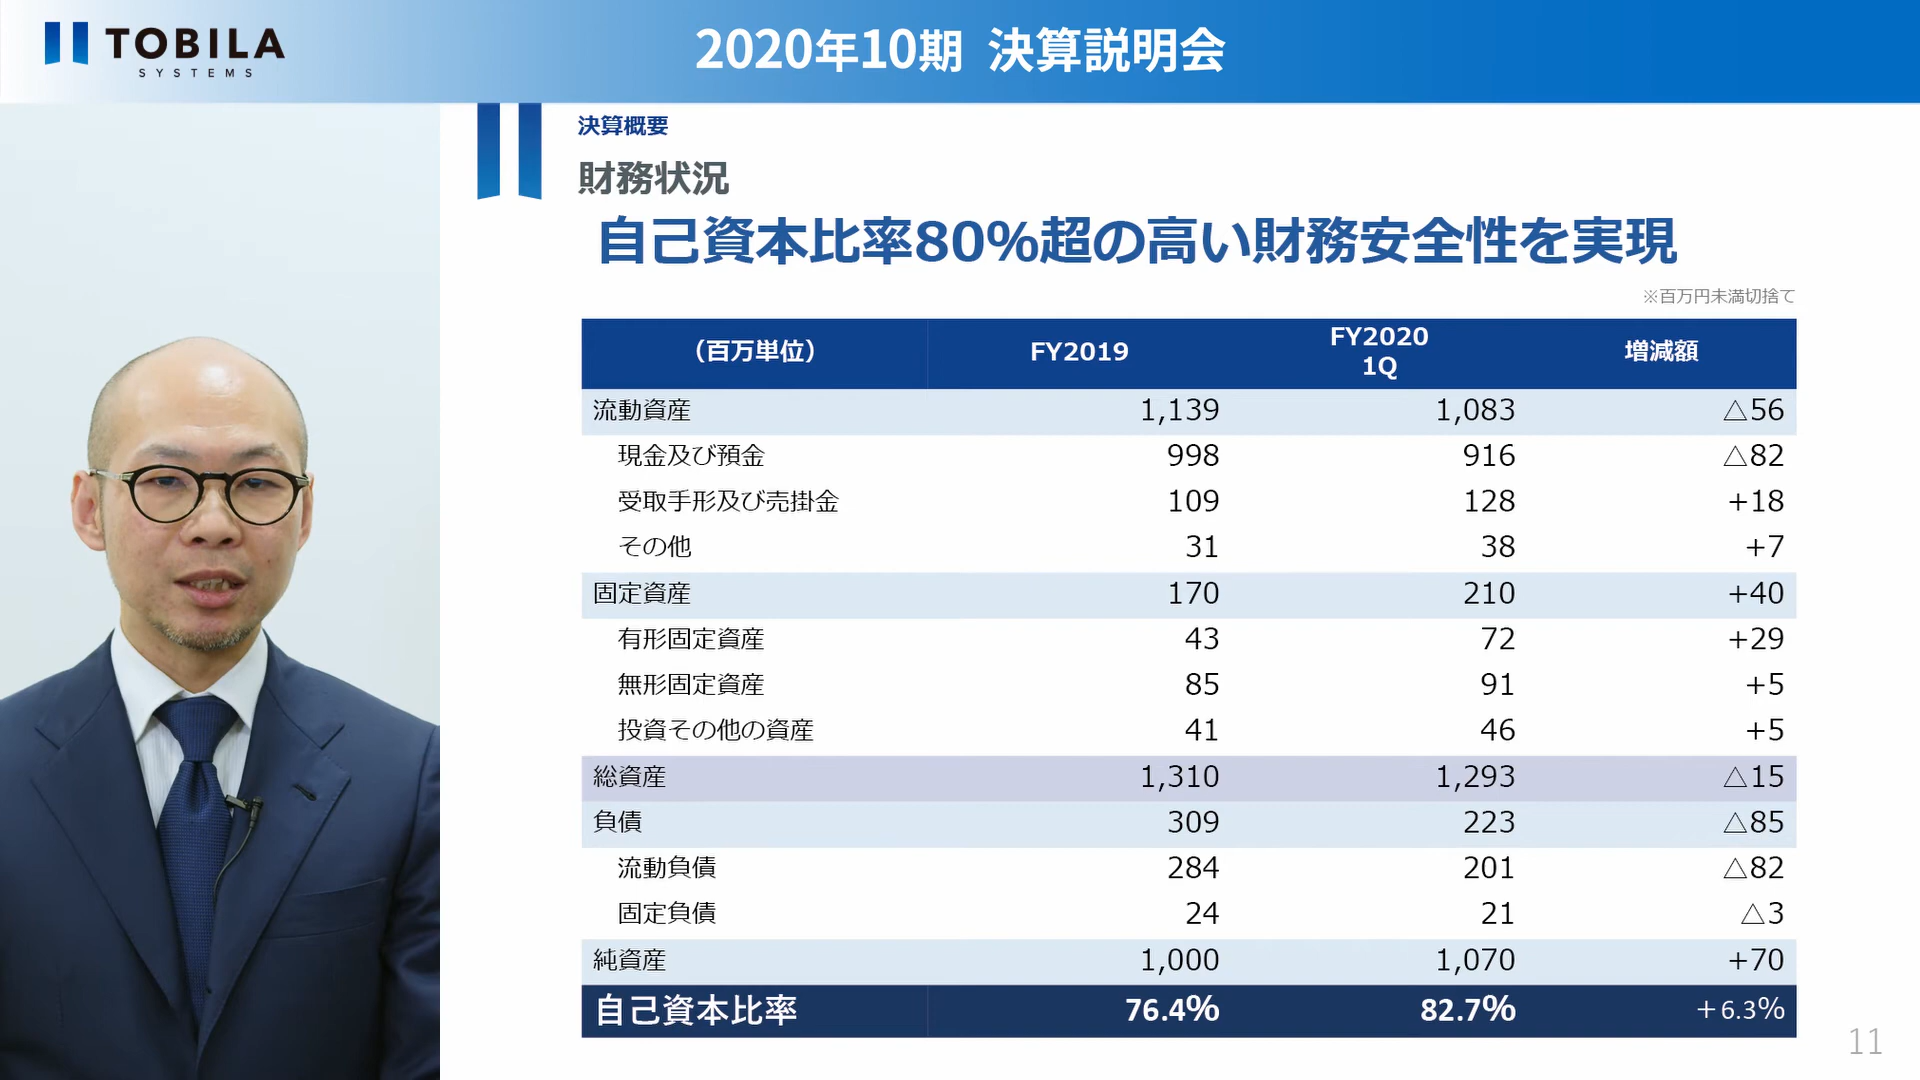 TOBILA
SYSTEMS
2020年10期 決算説明会
決算概要
財務状況
自己資本比率80%超の高い財務安全性を実現
※百万円未満切捨て
（百万単位） FY2019 FY2020 1Q 増減額
流動資産 1,139 1,083 △56
現金及び預金 998 916 △82
受取手形及び売掛金 109 128 +18
その他 31 38 +7
固定資産 170 210 +40
有形固定資産 43 72 +29
無形固定資産 85 91 +5
投資その他の資産 41 46 +5
総資産 1,310 1,293 △15
負債 309 223 △85
流動負債 284 201 △82
固定負債 24 21 △3
純資産 1,000 1,070 +70
自己資本比率 76.4% 82.7% ＋6.3%
11